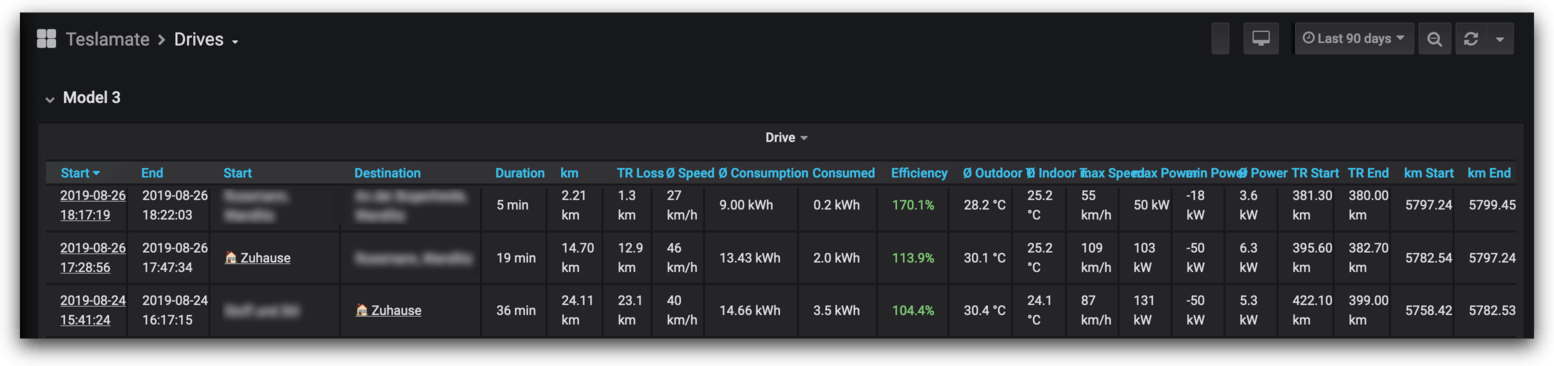 Teslamate > Drives
Last 90 days
Model 3
Drive
Start End Start Destination Duration km TR Loss Ø Speed Ø Consumption Consumed Efficiency Ø Outdoor T Ø Indoor T max Speed max Power min Power Ø Power TR Start TR End km Start km End
2019-08-26 2019-08-26 2.21 1.3 27 25.2 55 -18 3.6 381.30 380.00
5 min 9.00 kWh 0.2 kWh 170.1% 28.2 °C 50 kW 5797.24 5799.45
18:17:19 18:22:03 km km km/h °C km/h kW kW km km
2019-08-26 2019-08-26 14.70 12.9 46 25.2 109 103 -50 6.3 395.60 382.70
Zuhause 19 min 13.43 kWh 2.0 kWh 113.9% 30.1 °C 5782.54 5797.24
17:28:56 17:47:34 km km km/h °C km/h kW kW kW km km
2019-08-24 2019-08-24 24.11 23.1 40 24.1 87 131 -50 5.3 422.10 399.00
Zuhause 36 min 14.66 kWh 3.5 kWh 104.4% 30.4 °C 5758.42 5782.53
15:41:24 16:17:15 km km km/h °C km/h kW kW kW km km